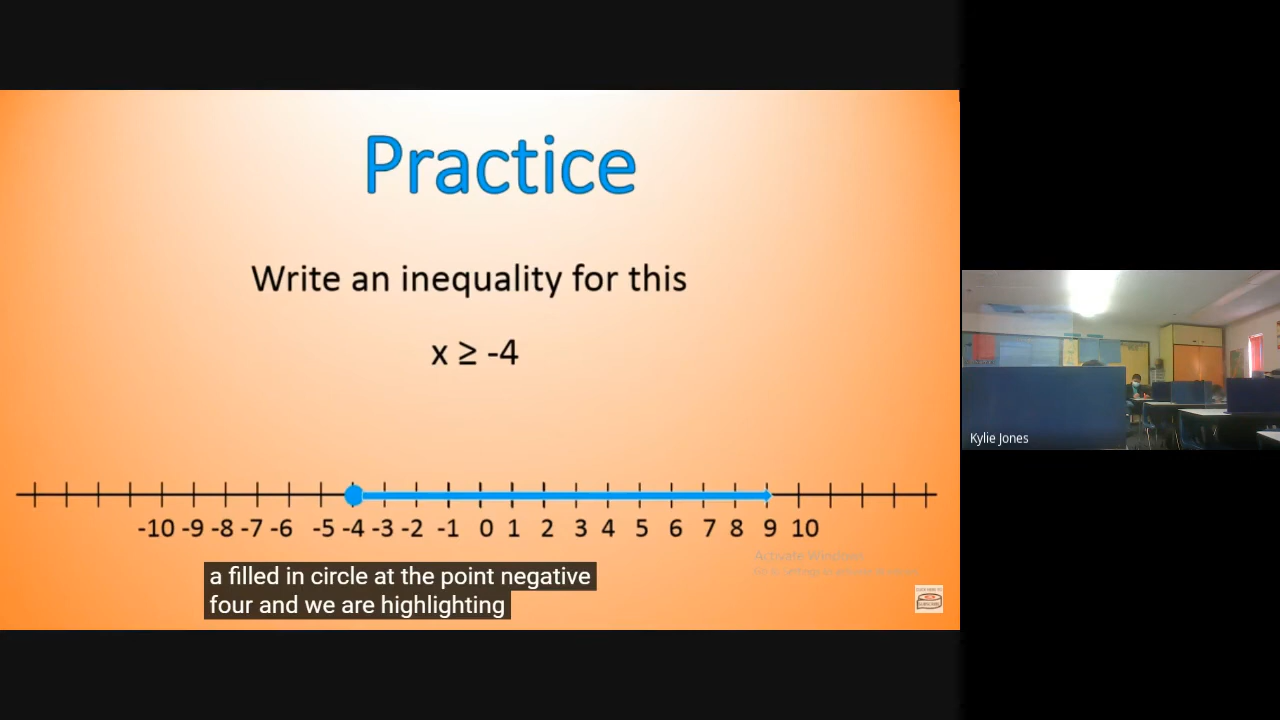 Practice
Write an inequality for this
x ≥ -4
-10 -9 -8 -7 -6 -5 -4 -3 -2 -1 0 1 2 3 4 5 6 7 8 9 10
Activate Windows
a filled in circle at the point negative
four and we are highlighting
Kylie Jones